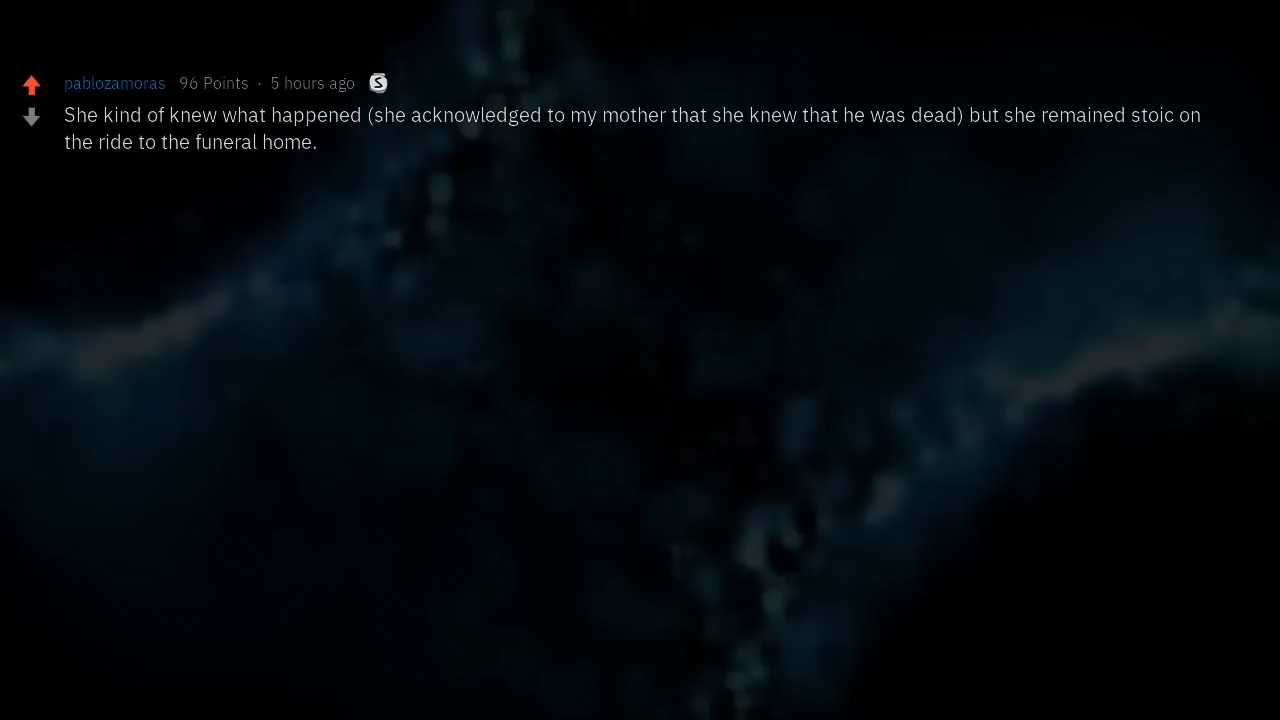 pablozamoras 96 Points · 5 hours ago S
She kind of knew what happened (she acknowledged to my mother that she knew that he was dead) but she remained stoic on
the ride to the funeral home.